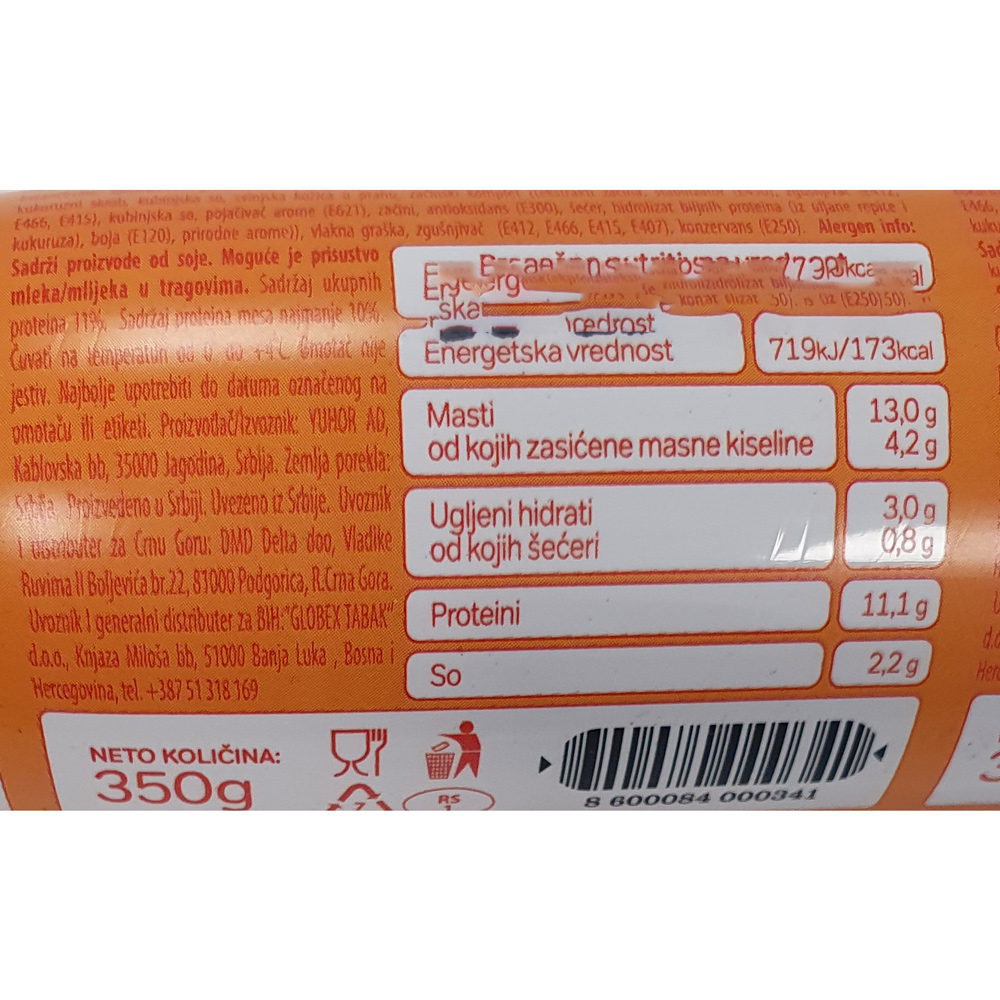 E466, E415), kubinjska so, pojačivač arome (E621), začini, antioksidans (E300), šećer, hidrolizat biljnih proteina (iz uljane repice i
kukuruza), boja (E120), prirodne arome)), vlakna graška, zgušnjivač (E412, E466, E415, E407), konzervans (E250). Alergen info:
Sadrži proizvode od soje. Moguće je prisustvo
mleka/mlijeka u tragovima. Sadržaj ukupnih
proteina 11%. Sadržaj proteina mesa najmanje 10%.
Čuvati na temperaturi od 0 do +4°C Omotač nije
jestiv. Najbolje upotrebiti do datuma označenog na
omotaču ili etiketi. Proizvođač/Izvoznik: YUHOR AD,
Kablovska bb, 35000 Jagodina, Srbija. Zemlja porekla:
Srbija. Proizvedeno u Srbiji. Uvezeno iz Srbije. Uvoznik
i distributer za Crnu Goru: DMD Delta doo, Vladike
Ruvima II Boljevića br.22, 81000 Podgorica, R.Crna Gora.
Uvoznik I generalni distributer za BIH:"GLOBEX TABAK"
d.o.o., Knjaza Miloša bb, 51000 Banja Luka , Bosna i
Hercegovina, tel. +387 51 318 169
Energetska vrednost 719kJ/173kcal
Masti 13,0 g
od kojih zasićene masne kiseline 4,2 g
Ugljeni hidrati 3,0 g
od kojih šećeri 0,8 g
Proteini 11,1 g
So 2,2 g
NETO KOLIČINA:
350g
RS
1
8 600084 000341